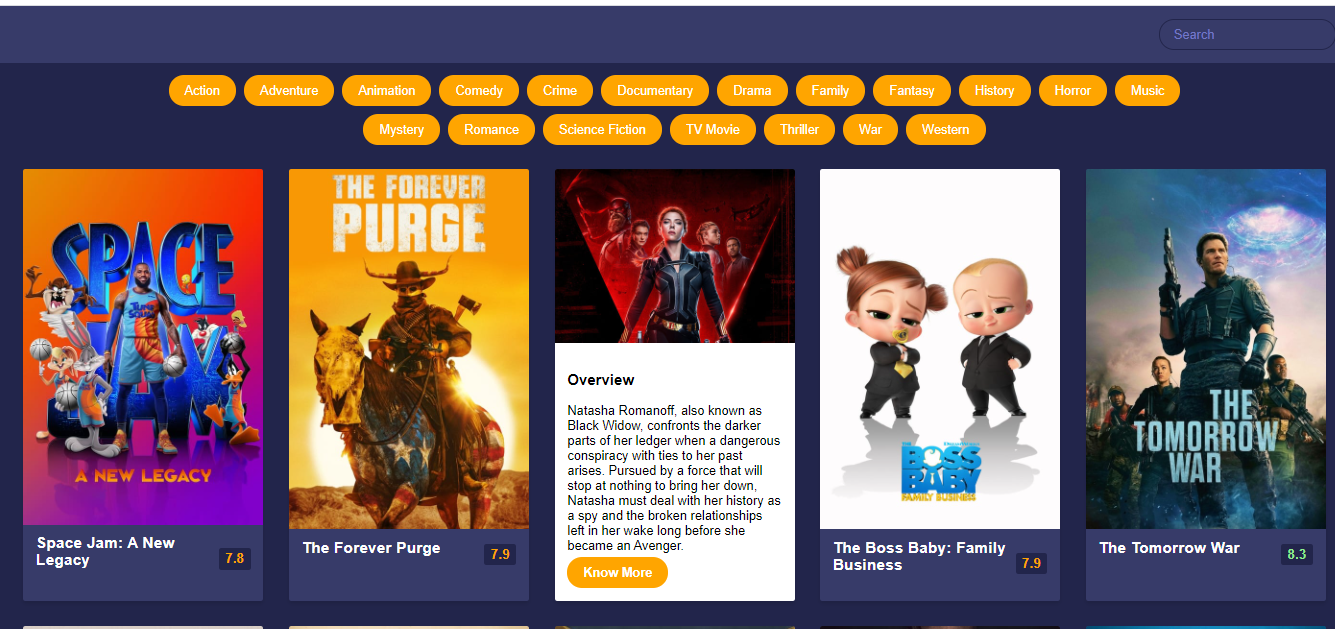 Search
Action Adventure Animation Comedy Crime Documentary Drama Family Fantasy History Horror Music
Mystery Romance Science Fiction TV Movie Thriller War Western
SPACE
JAM
TUNE
SQUAD
A NEW LEGACY
Space Jam: A New
Legacy
7.8
THE FOREVER
PURGE
The Forever Purge
7.9
Overview
Natasha Romanoff, also known as
Black Widow, confronts the darker
parts of her ledger when a dangerous
conspiracy with ties to her past
arises. Pursued by a force that will
stop at nothing to bring her down,
Natasha must deal with her history as
a spy and the broken relationships
left in her wake long before she
became an Avenger.
Know More
THE
BOSS
BABY
FAMILY BUSINESS
The Boss Baby: Family
Business
7.9
THE
TOMORROW
WAR
The Tomorrow War
8.3